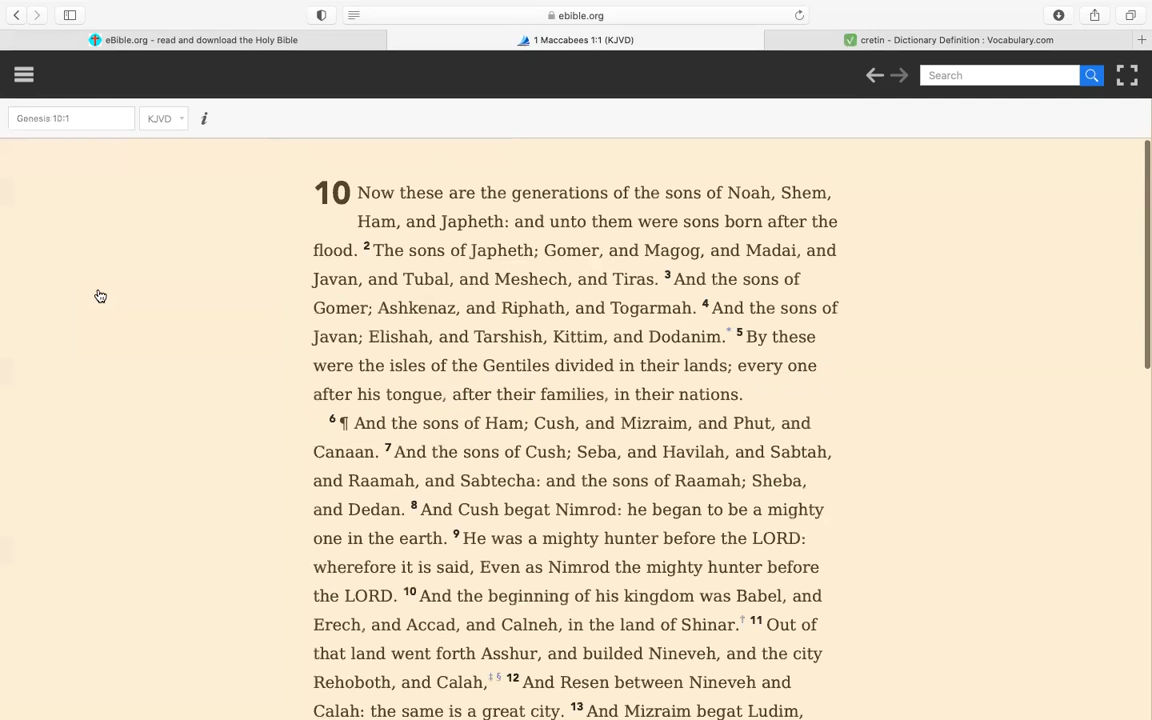 ebible.org
eBible.org - read and download the Holy Bible
1 Maccabees 1:1 (KJVD)
cretin - Dictionary Definition : Vocabulary.com
Search
Genesis 10:1
KJVD
i
10 Now these are the generations of the sons of Noah, Shem,
Ham, and Japheth: and unto them were sons born after the
flood. 2 The sons of Japheth; Gomer, and Magog, and Madai, and
Javan, and Tubal, and Meshech, and Tiras. 3 And the sons of
Gomer; Ashkenaz, and Riphath, and Togarmah. 4 And the sons of
Javan; Elishah, and Tarshish, Kittim, and Dodanim.* 5 By these
were the isles of the Gentiles divided in their lands; every one
after his tongue, after their families, in their nations.
6 ¶ And the sons of Ham; Cush, and Mizraim, and Phut, and
Canaan. 7 And the sons of Cush; Seba, and Havilah, and Sabtah,
and Raamah, and Sabtecha: and the sons of Raamah; Sheba,
and Dedan. 8 And Cush begat Nimrod: he began to be a mighty
one in the earth. 9 He was a mighty hunter before the LORD:
wherefore it is said, Even as Nimrod the mighty hunter before
the LORD. 10 And the beginning of his kingdom was Babel, and
Erech, and Accad, and Calneh, in the land of Shinar.† 11 Out of
that land went forth Asshur, and builded Nineveh, and the city
Rehoboth, and Calah,‡ § 12 And Resen between Nineveh and
Calah: the same is a great city. 13 And Mizraim begat Ludim,